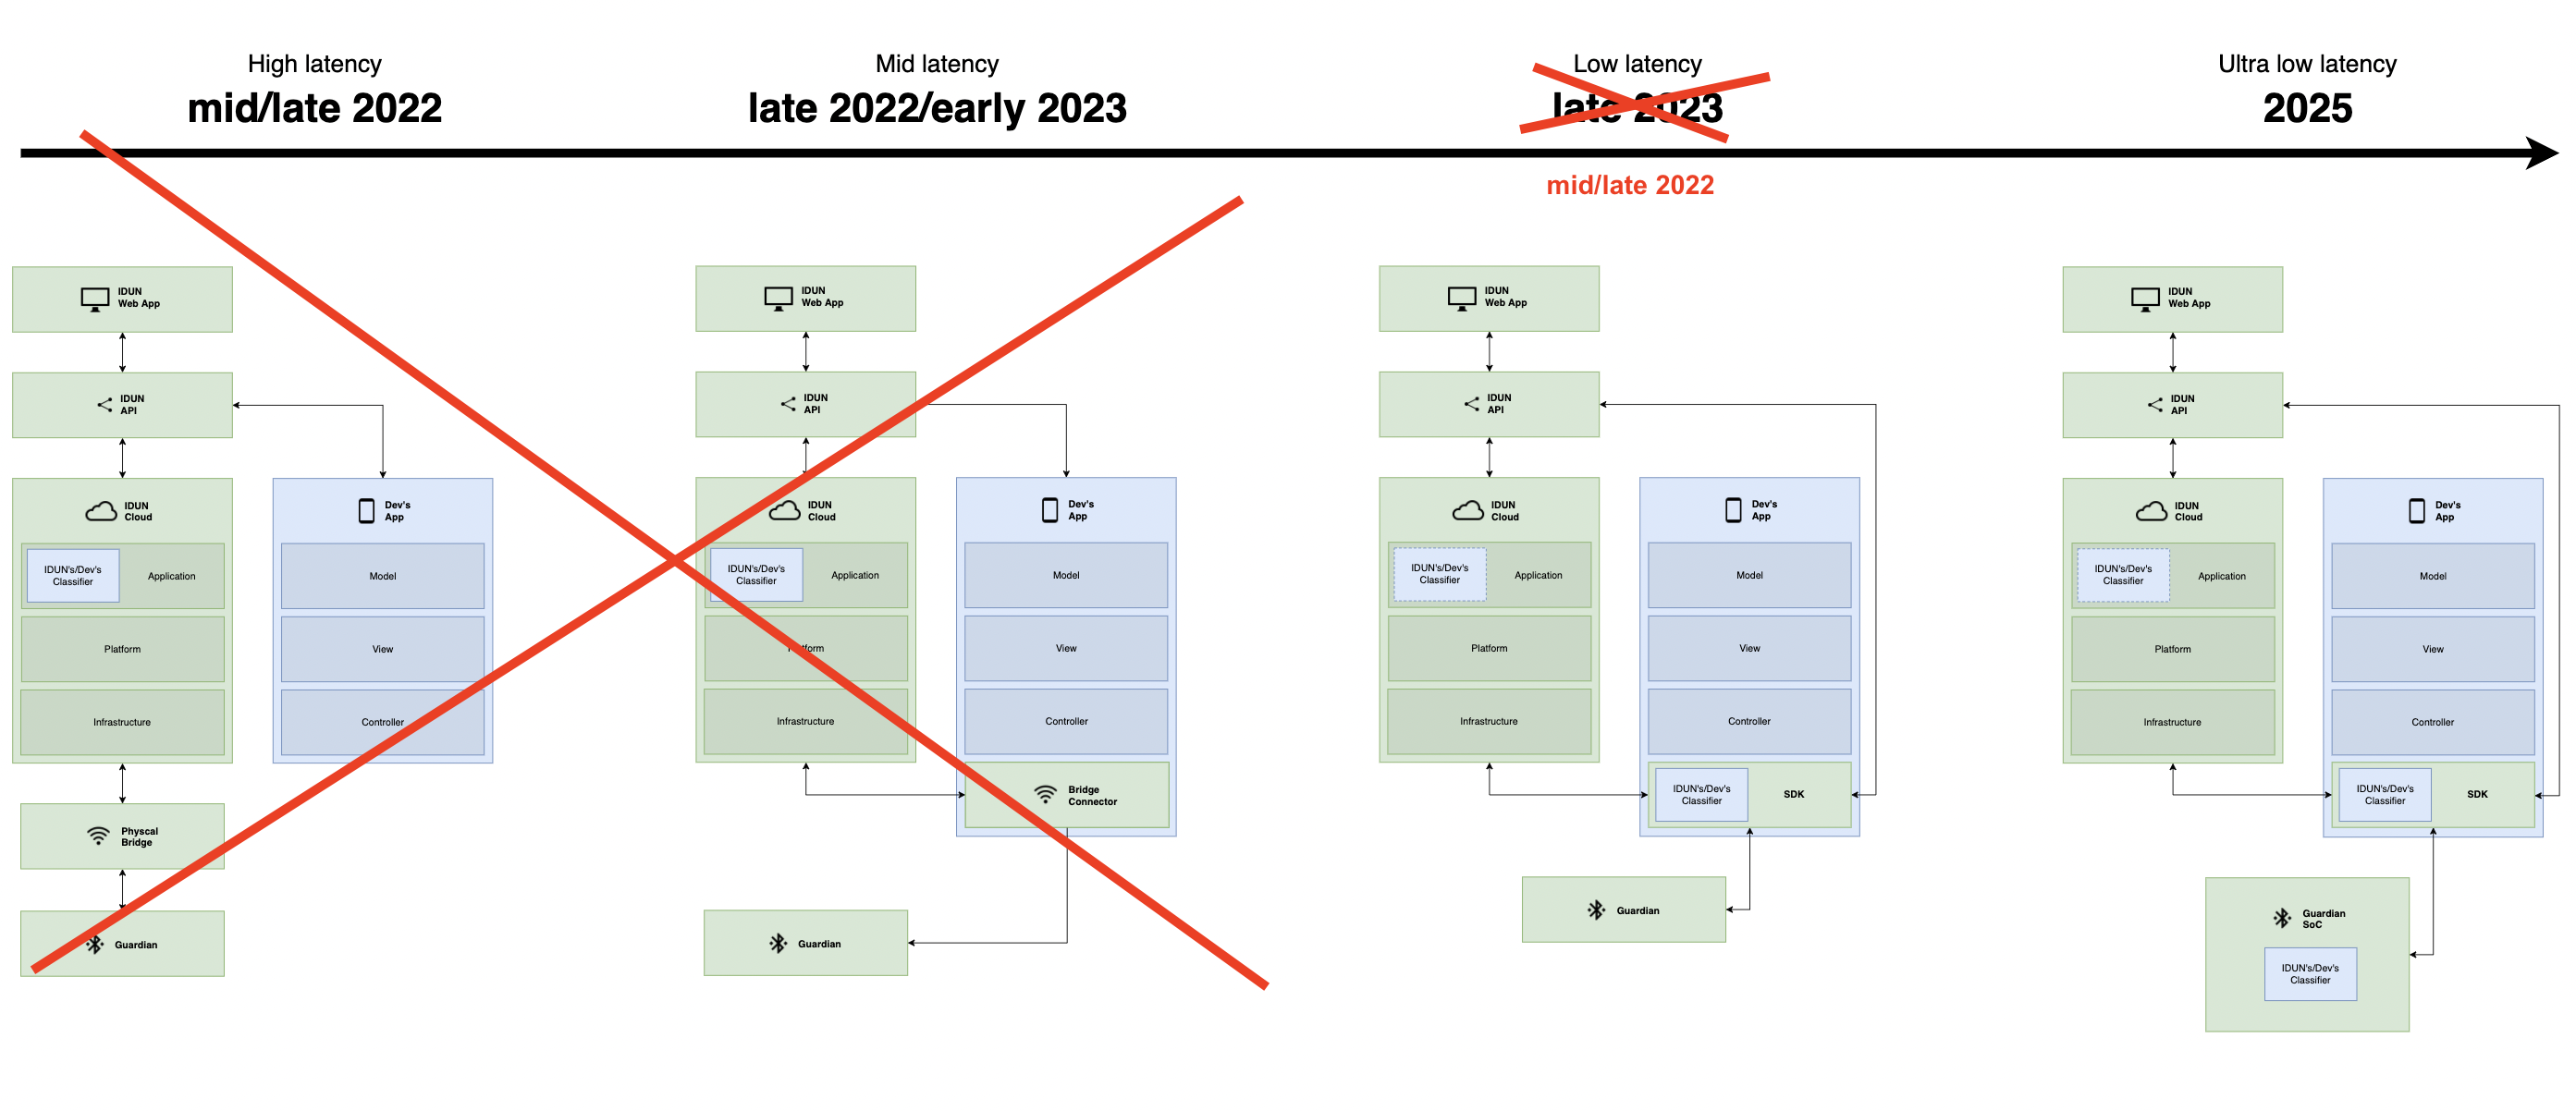 High latency
mid/late 2022
Mid latency
late 2022/early 2023
Low latency
late 2023
mid/late 2022
Ultra low latency
2025
IDUN
Web App
IDUN
API
IDUN
Cloud
IDUN's/Dev's
Classifier
Application
Platform
Infrastructure
Physcal
Bridge
Guardian
Dev's
App
Model
View
Controller
IDUN
Web App
IDUN
API
IDUN
Cloud
IDUN's/Dev's
Classifier
Application
Platform
Infrastructure
Dev's
App
Model
View
Controller
Bridge
Connector
Guardian
IDUN
Web App
IDUN
API
IDUN
Cloud
IDUN's/Dev's
Classifier
Application
Platform
Infrastructure
Dev's
App
Model
View
Controller
IDUN's/Dev's
Classifier
SDK
Guardian
IDUN
Web App
IDUN
API
IDUN
Cloud
IDUN's/Dev's
Classifier
Application
Platform
Infrastructure
Dev's
App
Model
View
Controller
IDUN's/Dev's
Classifier
SDK
Guardian
SoC
IDUN's/Dev's
Classifier